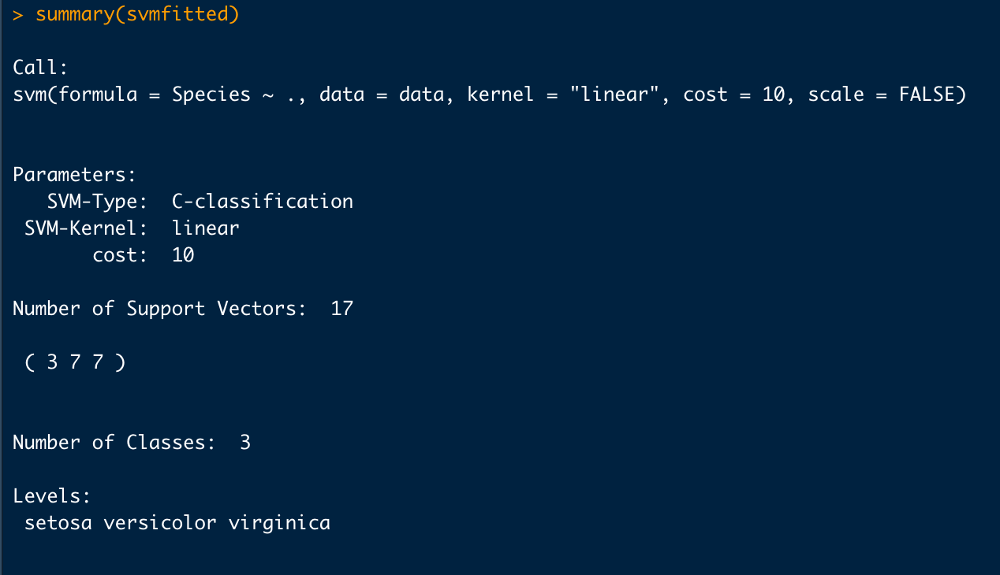 > summary(svmfitted)
Call:
svm(formula = Species ~ ., data = data, kernel = "linear", cost = 10, scale = FALSE)
Parameters:
SVM-Type: C-classification
SVM-Kernel: linear
cost: 10
Number of Support Vectors: 17
( 3 7 7 )
Number of Classes: 3
Levels:
setosa versicolor virginica